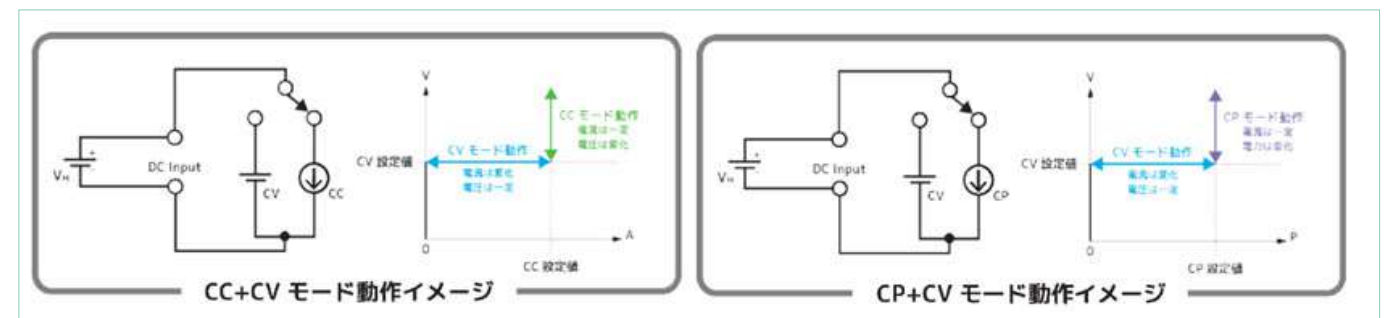 V
CC モード動作
電流は一定
電圧は変化
CV モード動作
CV 設定値
電流は変化
電圧は一定
DC Input
+
-
VH
CV
CC
0
A
CC 設定値
CC+CV モード動作イメージ
V
CP モード動作
電流は一定
電力は変化
CV モード動作
CV 設定値
電流は変化
電圧は一定
DC Input
+
-
VH
CV
CP
0
P
CP 設定値
CP+CV モード動作イメージ